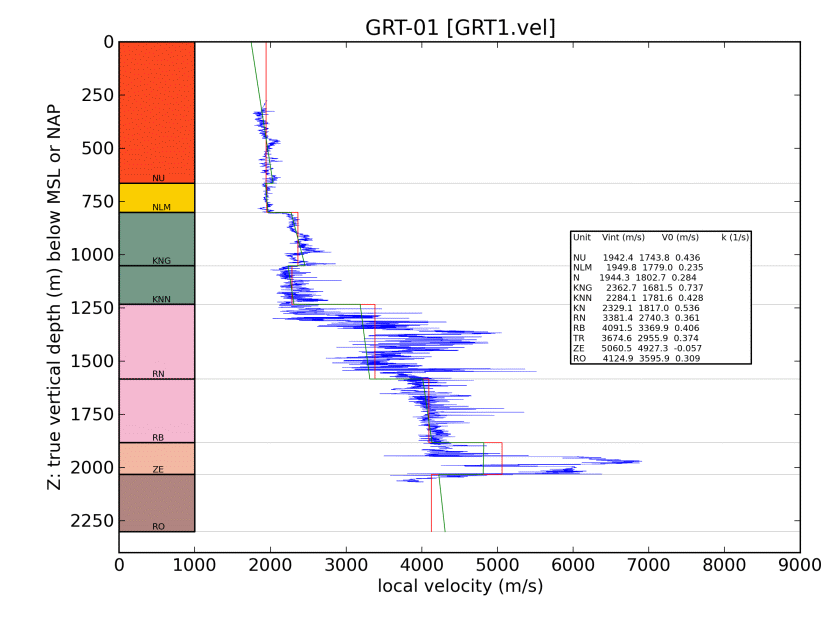 GRT-01 [GRT1.vel]
0
250
500
750
1000
1250
1500
1750
2000
2250
Z: true vertical depth (m) below MSL or NAP
NU
NLM
KNG
KNN
RN
RB
ZE
RO
Unit Vint (m/s) V0 (m/s) k (1/s)
NU 1942.4 1743.8 0.436
NLM 1949.8 1779.0 0.235
N 1944.3 1802.7 0.284
KNG 2362.7 1681.5 0.737
KNN 2284.1 1781.6 0.428
KN 2329.1 1817.0 0.536
RN 3381.4 2740.3 0.361
RB 4091.5 3369.9 0.406
TR 3674.6 2955.9 0.374
ZE 5060.5 4927.3 -0.057
RO 4124.9 3595.9 0.309
0 1000 2000 3000 4000 5000 6000 7000 8000 9000
local velocity (m/s)